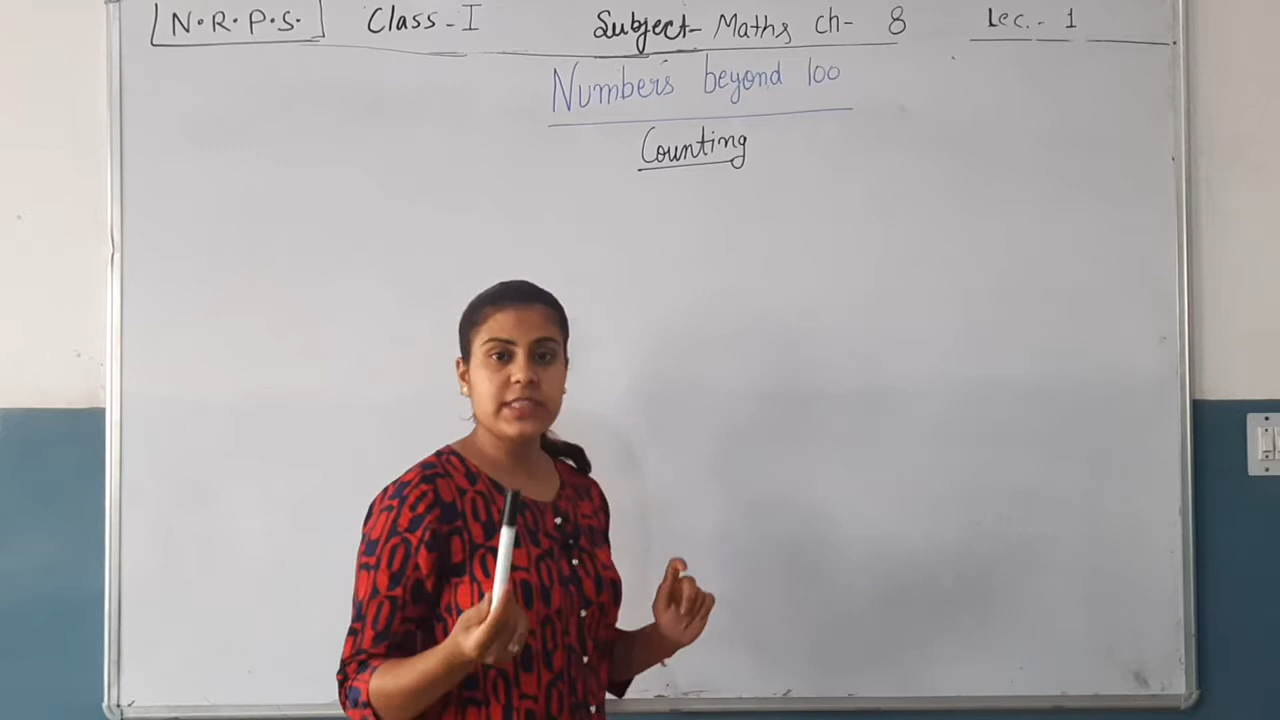 N.R.P.S. Class - I Subject - Maths ch - 8 Lec. - 1
Numbers beyond 100
Counting